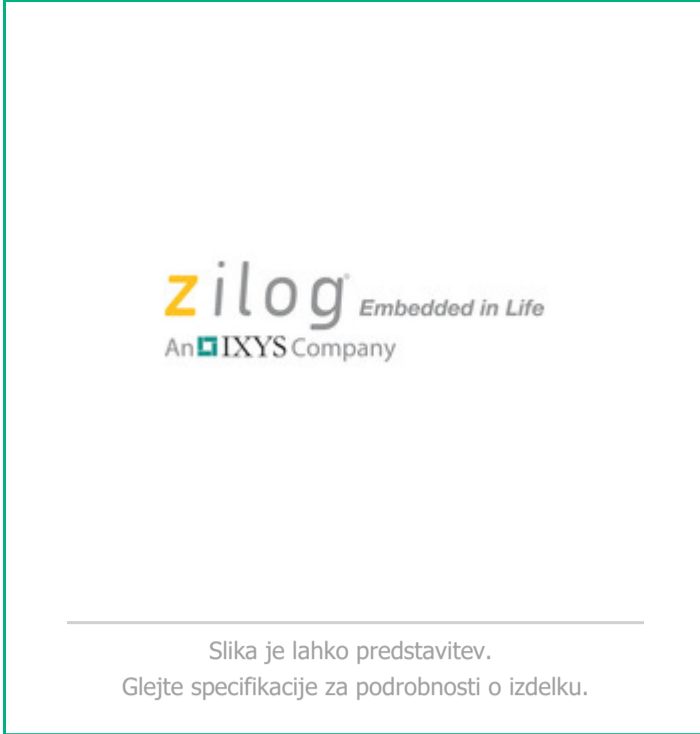 zilog® Embedded in Life
An IXYS Company
Slika je lahko predstavitev.
Glejte specifikacije za podrobnosti o izdelku.